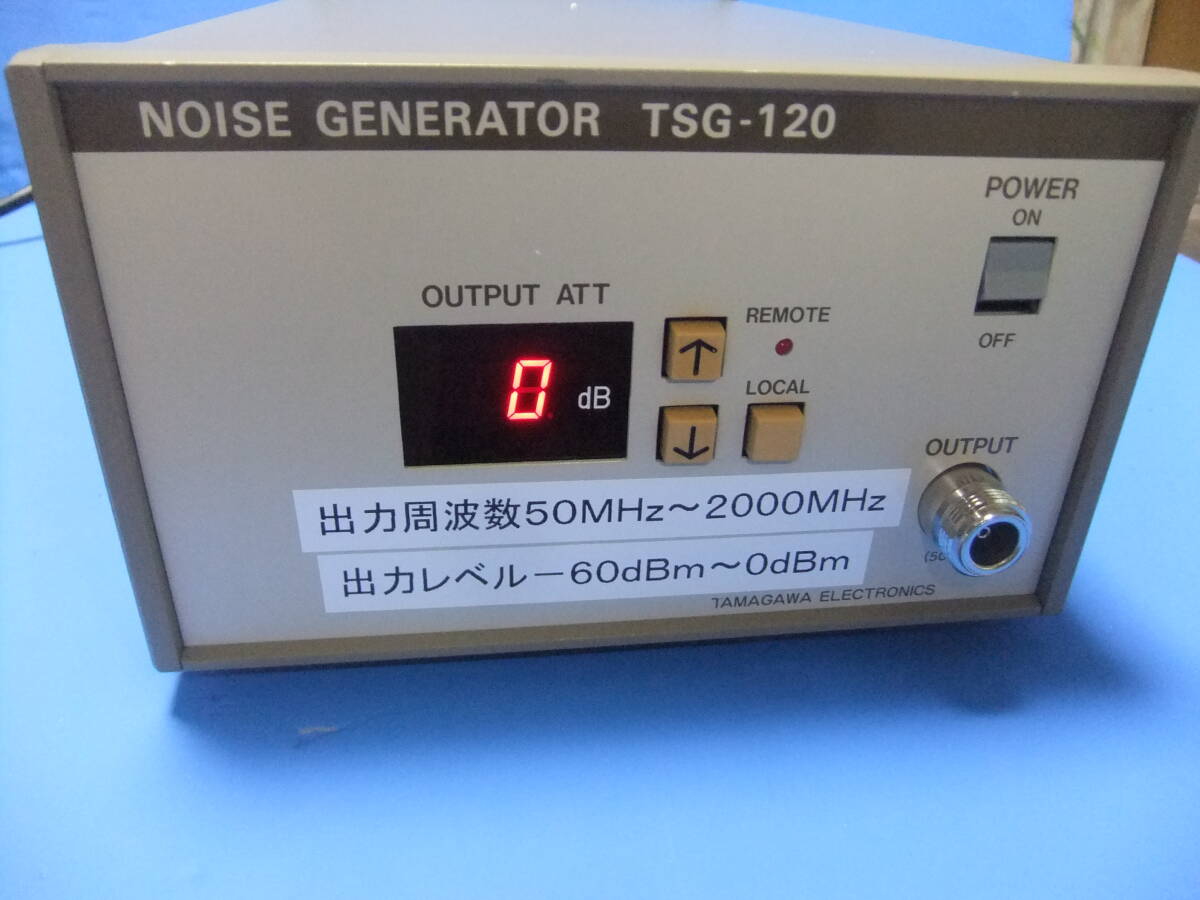 NOISE GENERATOR TSG-120
POWER
ON
OFF
OUTPUT ATT
0 dB
↑
↓
REMOTE
LOCAL
OUTPUT
出力周波数50MHz～2000MHz
出力レベル－60dBm～0dBm
TAMAGAWA ELECTRONICS